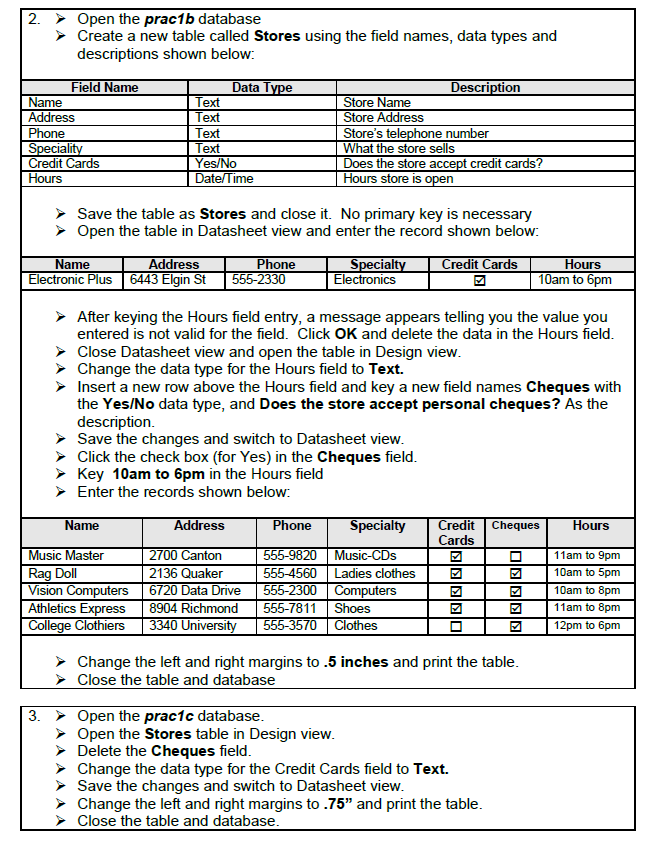 2. ➢ Open the prac1b database
➢ Create a new table called Stores using the field names, data types and
descriptions shown below:
Field Name Data Type Description
Name Text Store Name
Address Text Store Address
Phone Text Store's telephone number
Speciality Text What the store sells
Credit Cards Yes/No Does the store accept credit cards?
Hours Date/Time Hours store is open
➢ Save the table as Stores and close it. No primary key is necessary
➢ Open the table in Datasheet view and enter the record shown below:
Name Address Phone Specialty Credit Cards Hours
Electronic Plus 6443 Elgin St 555-2330 Electronics ☑ 10am to 6pm
➢ After keying the Hours field entry, a message appears telling you the value you
entered is not valid for the field. Click OK and delete the data in the Hours field.
➢ Close Datasheet view and open the table in Design view.
➢ Change the data type for the Hours field to Text.
➢ Insert a new row above the Hours field and key a new field names Cheques with
the Yes/No data type, and Does the store accept personal cheques? As the
description.
➢ Save the changes and switch to Datasheet view.
➢ Click the check box (for Yes) in the Cheques field.
➢ Key 10am to 6pm in the Hours field
➢ Enter the records shown below:
Name Address Phone Specialty Credit Cheques Hours
Cards
Music Master 2700 Canton 555-9820 Music-CDs ☑ ☐ 11am to 9pm
Rag Doll 2136 Quaker 555-4560 Ladies clothes ☑ ☑ 10am to 5pm
Vision Computers 6720 Data Drive 555-2300 Computers ☑ ☑ 10am to 8pm
Athletics Express 8904 Richmond 555-7811 Shoes ☑ ☑ 11am to 8pm
College Clothiers 3340 University 555-3570 Clothes ☐ ☑ 12pm to 6pm
➢ Change the left and right margins to .5 inches and print the table.
➢ Close the table and database
3. ➢ Open the prac1c database.
➢ Open the Stores table in Design view.
➢ Delete the Cheques field.
➢ Change the data type for the Credit Cards field to Text.
➢ Save the changes and switch to Datasheet view.
➢ Change the left and right margins to .75” and print the table.
➢ Close the table and database.